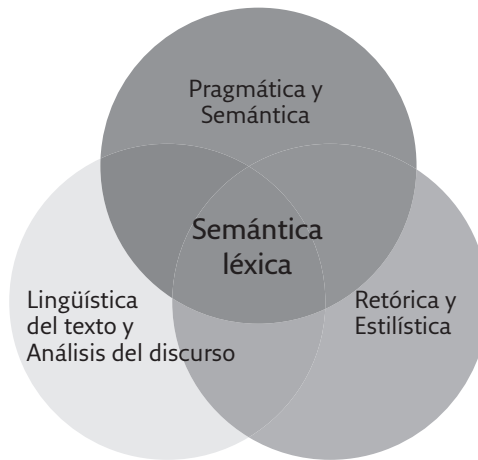 Pragmática y
Semántica
Semántica
léxica
Lingüística
del texto y
Análisis del discurso
Retórica y
Estilística